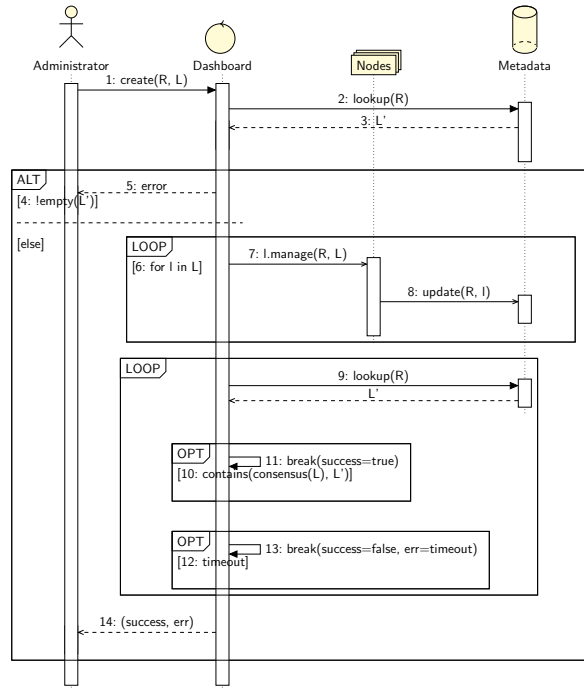 Administrator
Dashboard
Nodes
Metadata
1: create(R, L)
2: lookup(R)
3: L'
ALT
5: error
[4: !empty(L')]
[else]
LOOP
7: l.manage(R, L)
[6: for l in L]
8: update(R, l)
LOOP
9: lookup(R)
L'
OPT
11: break(success=true)
[10: contains(consensus(L), L')]
OPT
13: break(success=false, err=timeout)
[12: timeout]
14: (success, err)